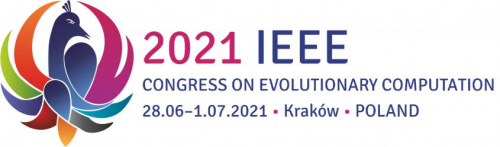 2021 IEEE
CONGRESS ON EVOLUTIONARY COMPUTATION
28.06–1.07.2021 • Kraków • POLAND